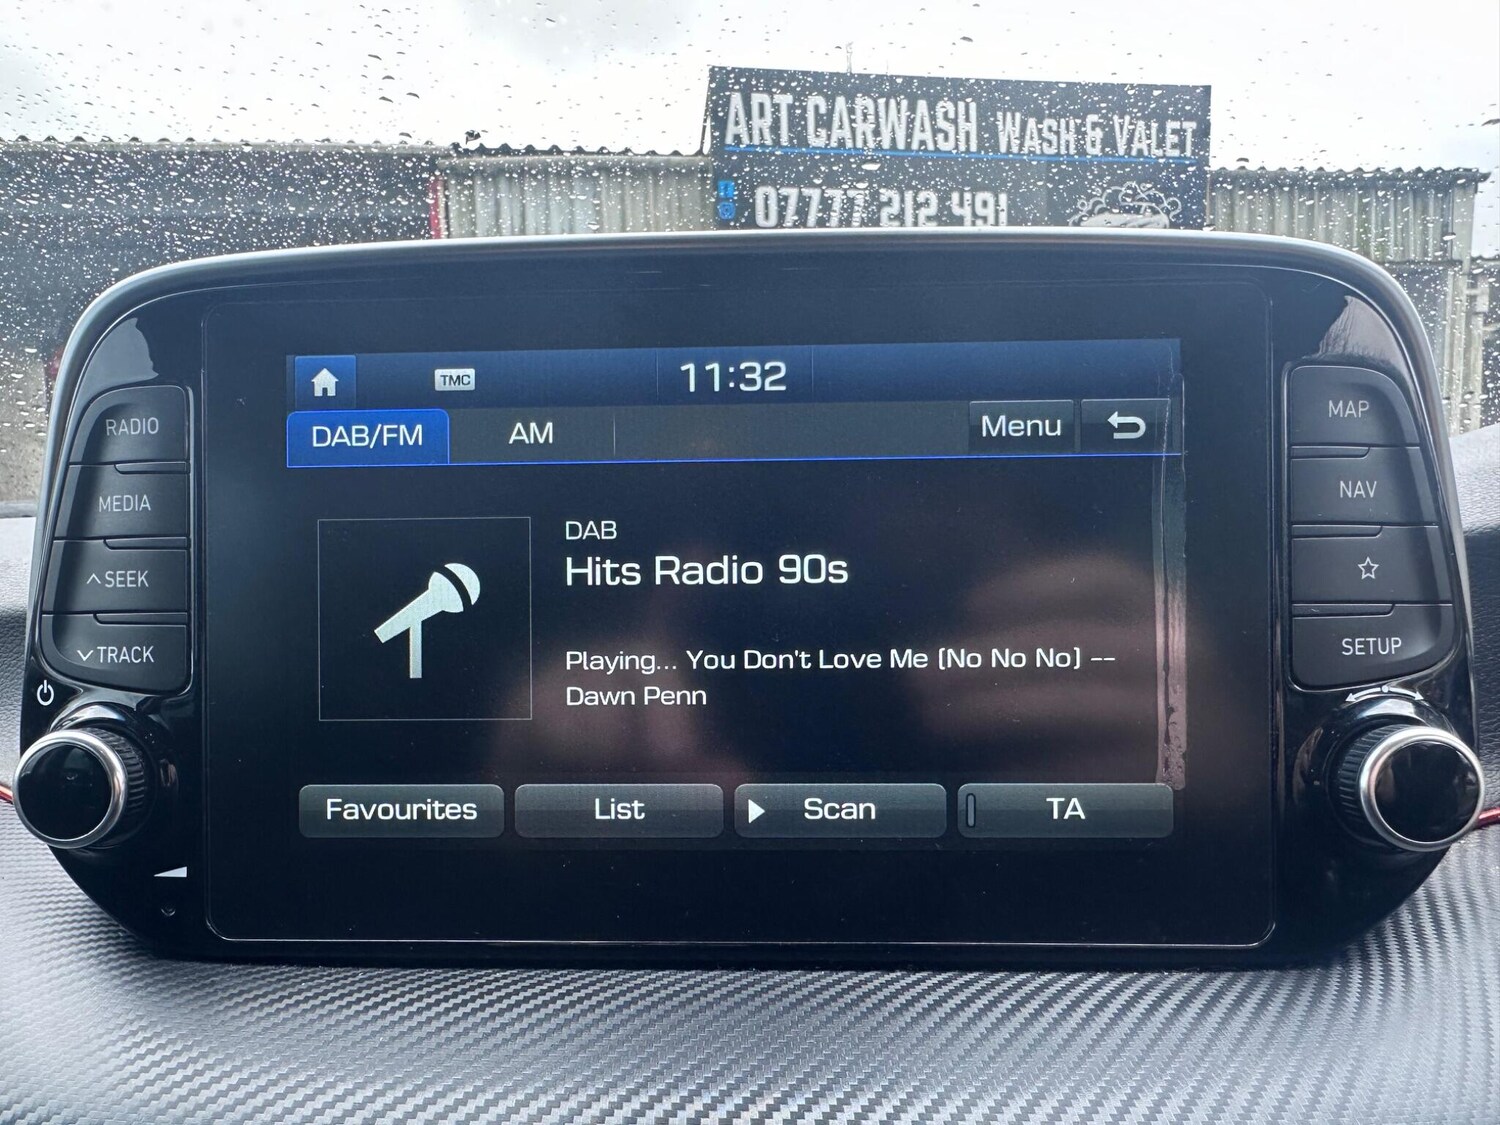 ART CARWASH WASH & VALET
07777 212 491
TMC
11:32
DAB/FM
AM
Menu
DAB
Hits Radio 90s
Playing... You Don't Love Me (No No No) --
Dawn Penn
Favourites
List
Scan
TA
RADIO
MEDIA
SEEK
TRACK
MAP
NAV
SETUP